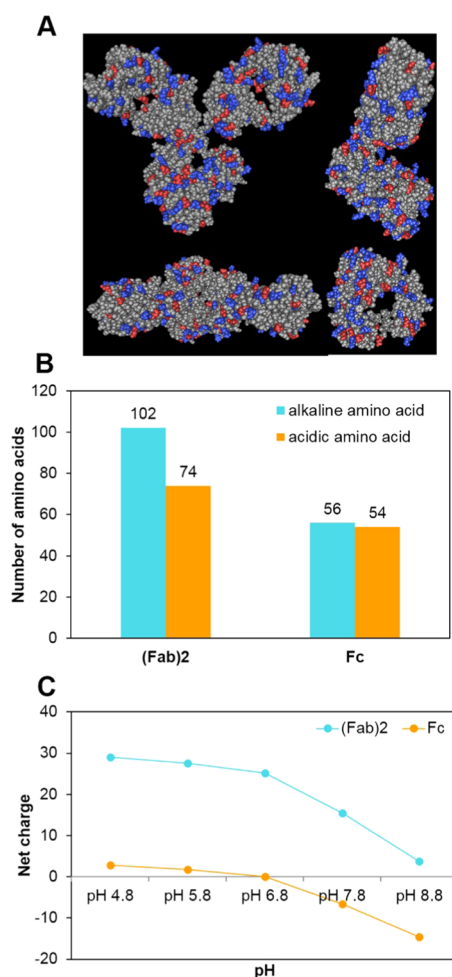 A
B
120
100
80
60
40
20
0
Number of amino acids
102
74
56
54
alkaline amino acid
acidic amino acid
(Fab)2
Fc
C
40
30
20
10
0
-10
-20
Net charge
(Fab)2
Fc
pH 4.8
pH 5.8
pH 6.8
pH 7.8
pH 8.8
pH